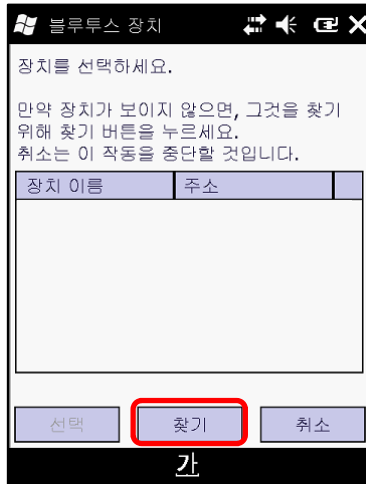 블루투스 장치
장치를 선택하세요.
만약 장치가 보이지 않으면, 그것을 찾기
위해 찾기 버튼을 누르세요.
취소는 이 작동을 중단할 것입니다.
장치 이름 주소
선택 찾기 취소
가